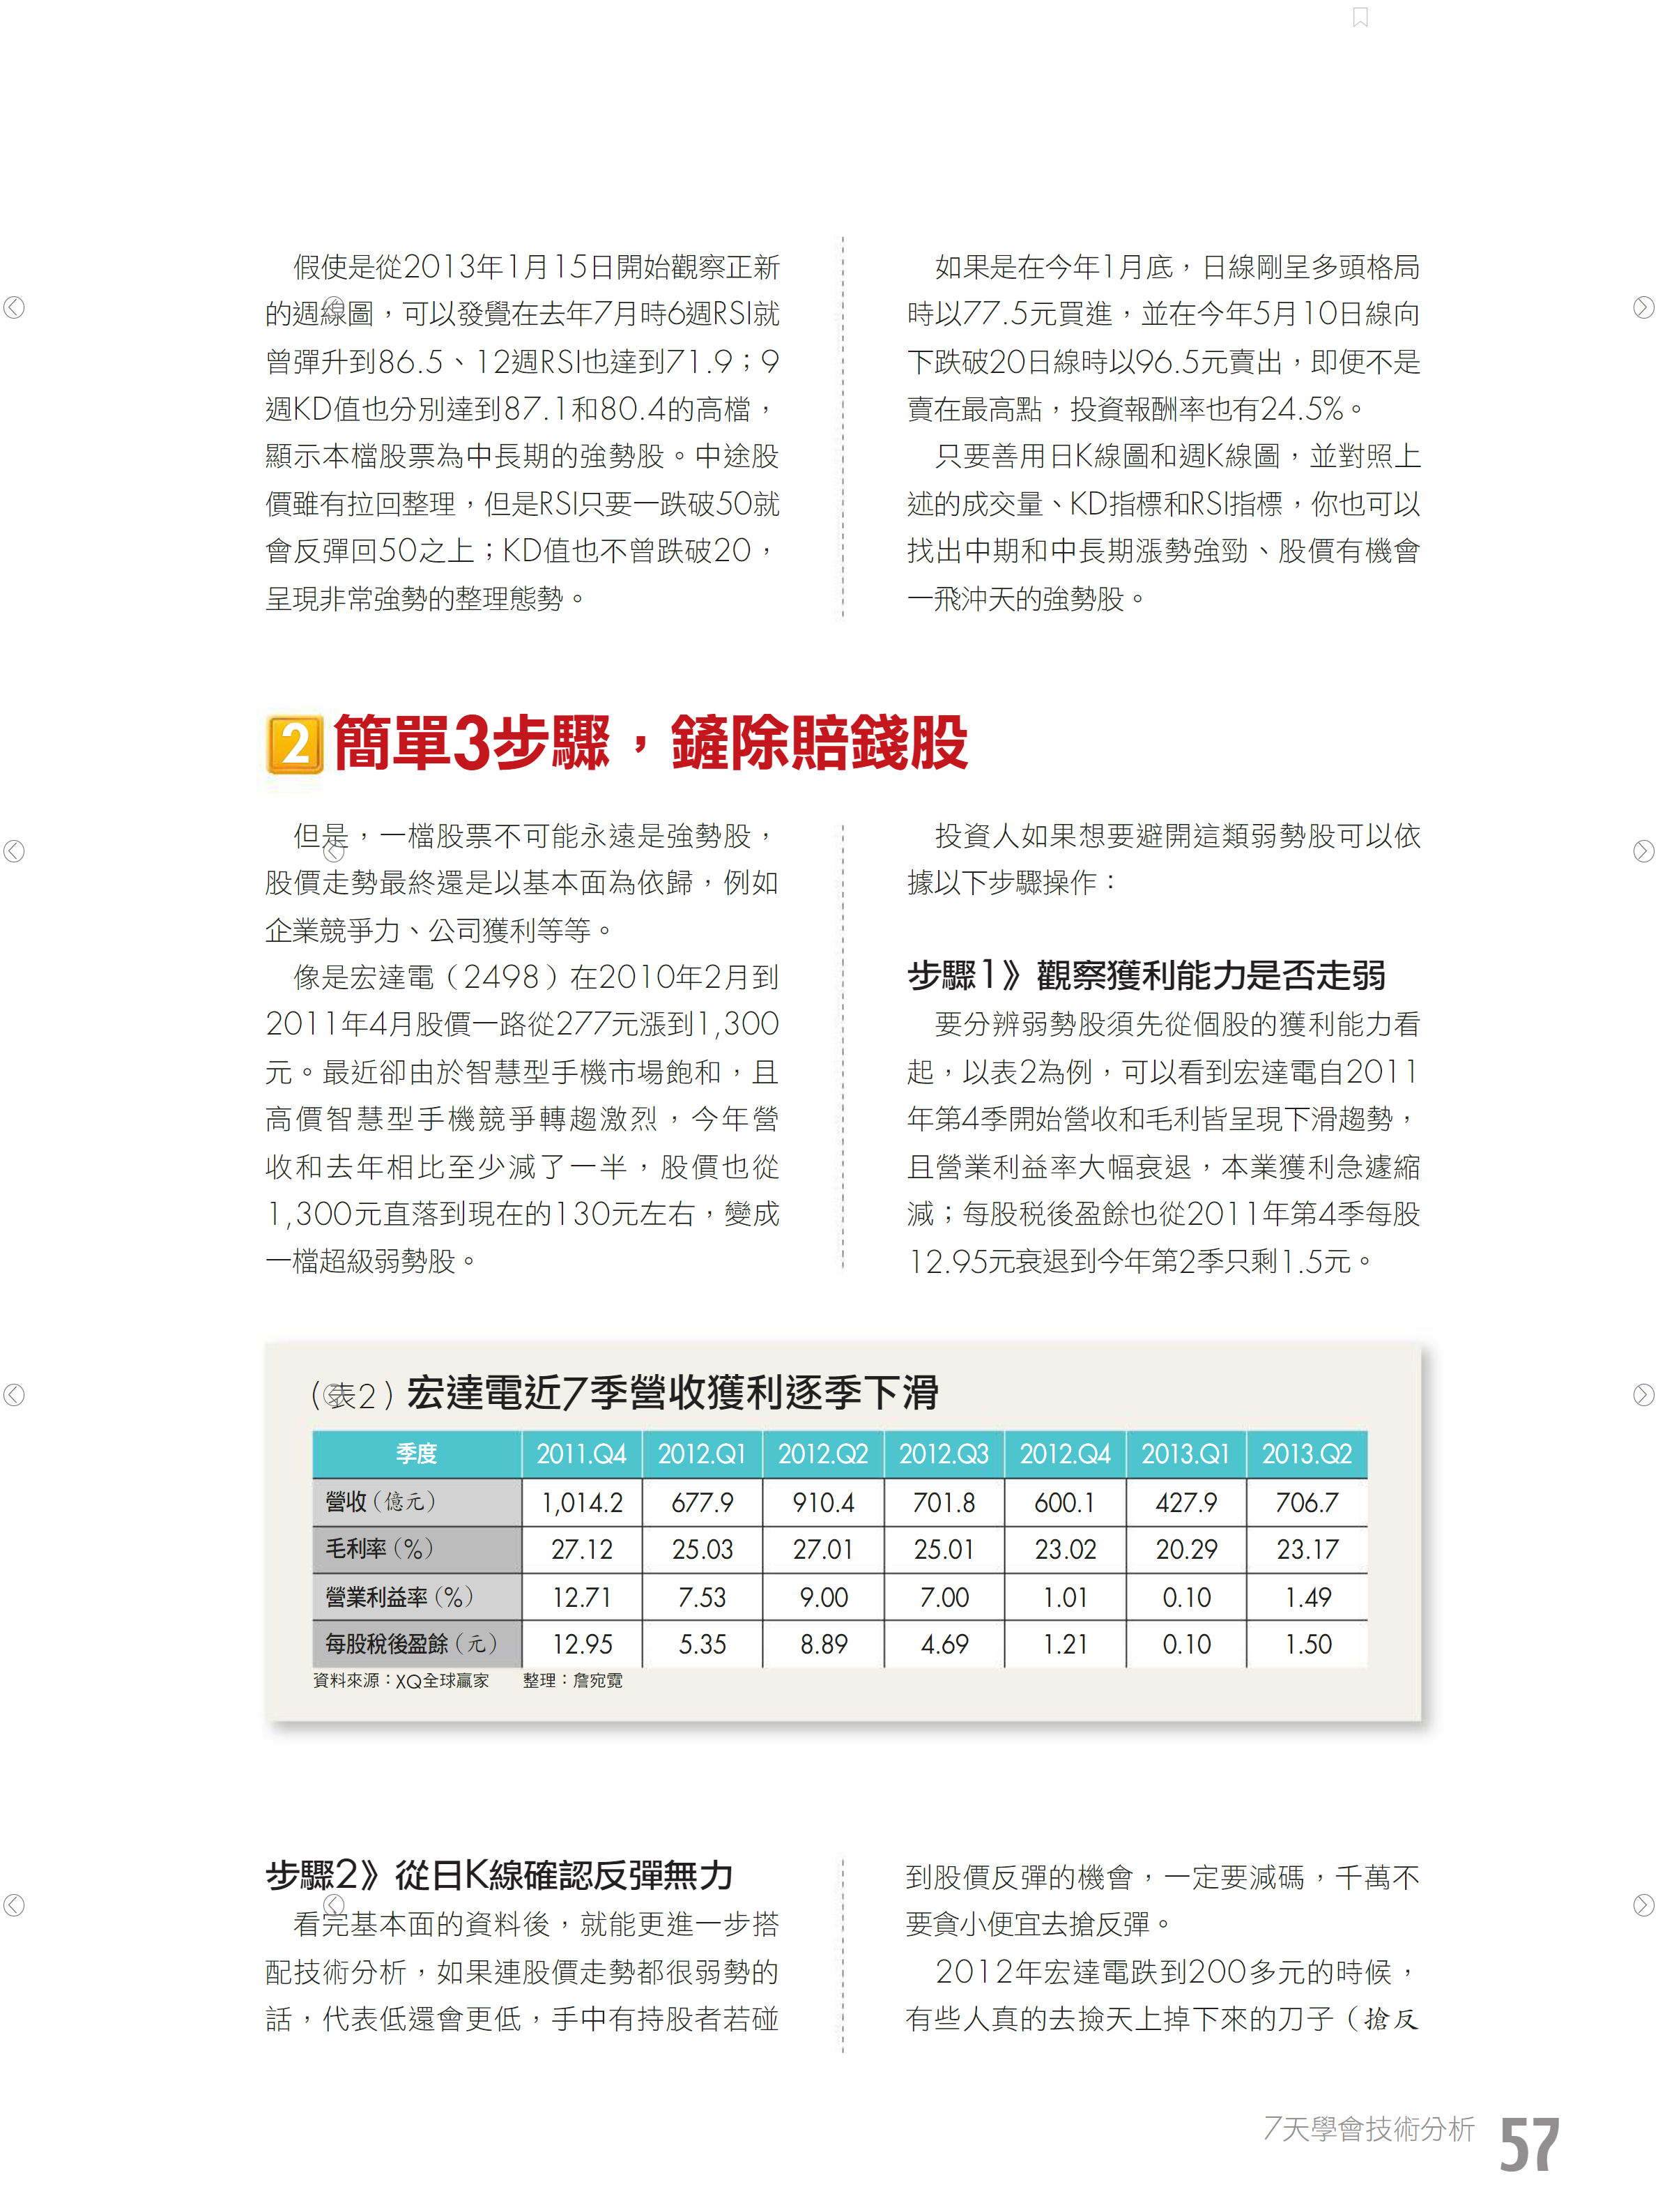 假使是從2013年1月15日開始觀察正新
的週線圖，可以發覺在去年7月時6週RSI就
曾彈升到86.5、12週RSI也達到71.9；9
週KD值也分別達到87.1和80.4的高檔，
顯示本檔股票為中長期的強勢股。中途股
價雖有拉回整理，但是RSI只要一跌破50就
會反彈回50之上；KD值也不曾跌破20，
呈現非常強勢的整理態勢。
如果是在今年1月底，日線剛呈多頭格局
時以77.5元買進，並在今年5月10日線向
下跌破20日線時以96.5元賣出，即便不是
賣在最高點，投資報酬率也有24.5%。
只要善用日K線圖和週K線圖，並對照上
述的成交量、KD指標和RSI指標，你也可以
找出中期和中長期漲勢強勁、股價有機會
一飛沖天的強勢股。
2 簡單3步驟，鏟除賠錢股
但是，一檔股票不可能永遠是強勢股，
股價走勢最終還是以基本面為依歸，例如
企業競爭力、公司獲利等等。
像是宏達電（2498）在2010年2月到
2011年4月股價一路從277元漲到1,300
元。最近卻由於智慧型手機市場飽和，且
高價智慧型手機競爭轉趨激烈，今年營
收和去年相比至少減了一半，股價也從
1,300元直落到現在的130元左右，變成
一檔超級弱勢股。
投資人如果想要避開這類弱勢股可以依
據以下步驟操作：
步驟1》觀察獲利能力是否走弱
要分辨弱勢股須先從個股的獲利能力看
起，以表2為例，可以看到宏達電自2011
年第4季開始營收和毛利皆呈現下滑趨勢，
且營業利益率大幅衰退，本業獲利急遽縮
減；每股稅後盈餘也從2011年第4季每股
12.95元衰退到今年第2季只剩1.5元。
（表2）宏達電近7季營收獲利逐季下滑
季度 2011.Q4 2012.Q1 2012.Q2 2012.Q3 2012.Q4 2013.Q1 2013.Q2
營收（億元） 1,014.2 677.9 910.4 701.8 600.1 427.9 706.7
毛利率（%） 27.12 25.03 27.01 25.01 23.02 20.29 23.17
營業利益率（%） 12.71 7.53 9.00 7.00 1.01 0.10 1.49
每股稅後盈餘（元） 12.95 5.35 8.89 4.69 1.21 0.10 1.50
資料來源：XQ全球贏家 整理：詹宛霓
步驟2》從日K線確認反彈無力
看完基本面的資料後，就能更進一步搭
配技術分析，如果連股價走勢都很弱勢的
話，代表低還會更低，手中有持股者若碰
到股價反彈的機會，一定要減碼，千萬不
要貪小便宜去搶反彈。
2012年宏達電跌到200多元的時候，
有些人真的去撿天上掉下來的刀子（搶反
7天學會技術分析 57